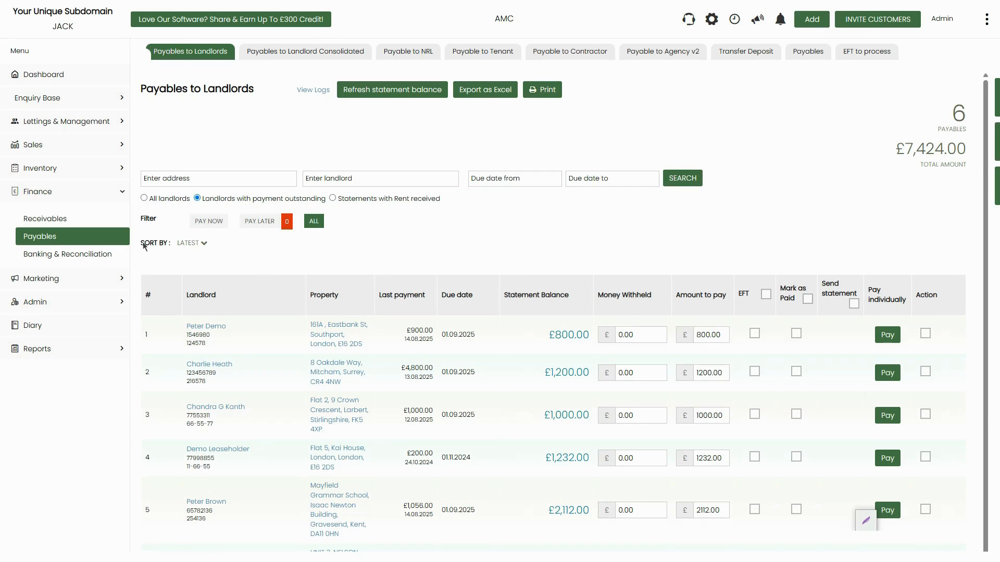 Your Unique Subdomain
JACK
Love Our Software? Share & Earn Up To £300 Credit!
AMC
Add
INVITE CUSTOMERS
Admin
Menu
Dashboard
Enquiry Base
Lettings & Management
Sales
Inventory
Finance
Receivables
Payables
Banking & Reconciliation
Marketing
Admin
Diary
Reports
Payables to Landlords
Payables to Landlord Consolidated
Payable to NRL
Payable to Tenant
Payable to Contractor
Payable to Agency v2
Transfer Deposit
Payables
EFT to process
Payables to Landlords
View Logs
Refresh statement balance
Export as Excel
Print
6
PAYABLES
£7,424.00
TOTAL AMOUNT
Enter address
Enter landlord
Due date from
Due date to
SEARCH
All landlords
Landlords with payment outstanding
Statements with Rent received
Filter
PAY NOW
PAY LATER
0
ALL
SORT BY :
LATEST
#
Landlord
Property
Last payment
Due date
Statement Balance
Money Withheld
Amount to pay
EFT
Mark as
Paid
Send
statement
Pay
individually
Action
1
Peter Demo
1546980
124578
161A , Eastbank St,
Southport,
London, E16 2DS
£900.00
14.08.2025
01.09.2025
£800.00
£
0.00
£
800.00
Pay
2
Charlie Heath
123456789
216578
8 Oakdale Way,
Mitcham, Surrey,
CR4 4NW
£4,800.00
13.08.2025
01.09.2025
£1,200.00
£
0.00
£
1200.00
Pay
3
Chandra G Kanth
77553311
66-55-77
Flat 2, 9 Crown
Crescent, Larbert,
Stirlingshire, FK5
4XP
£1,000.00
12.08.2025
01.09.2025
£1,000.00
£
0.00
£
1000.00
Pay
4
Demo Leaseholder
77998855
11-66-55
Flat 5, Kai House,
London, London,
E16 2DS
£200.00
24.10.2024
01.11.2024
£1,232.00
£
0.00
£
1232.00
Pay
5
Peter Brown
65782136
254136
Mayfield
Grammar School,
Isaac Newton
Building,
Gravesend, Kent,
DA11 0HN
£1,056.00
14.08.2025
01.09.2025
£2,112.00
£
0.00
£
2112.00
Pay